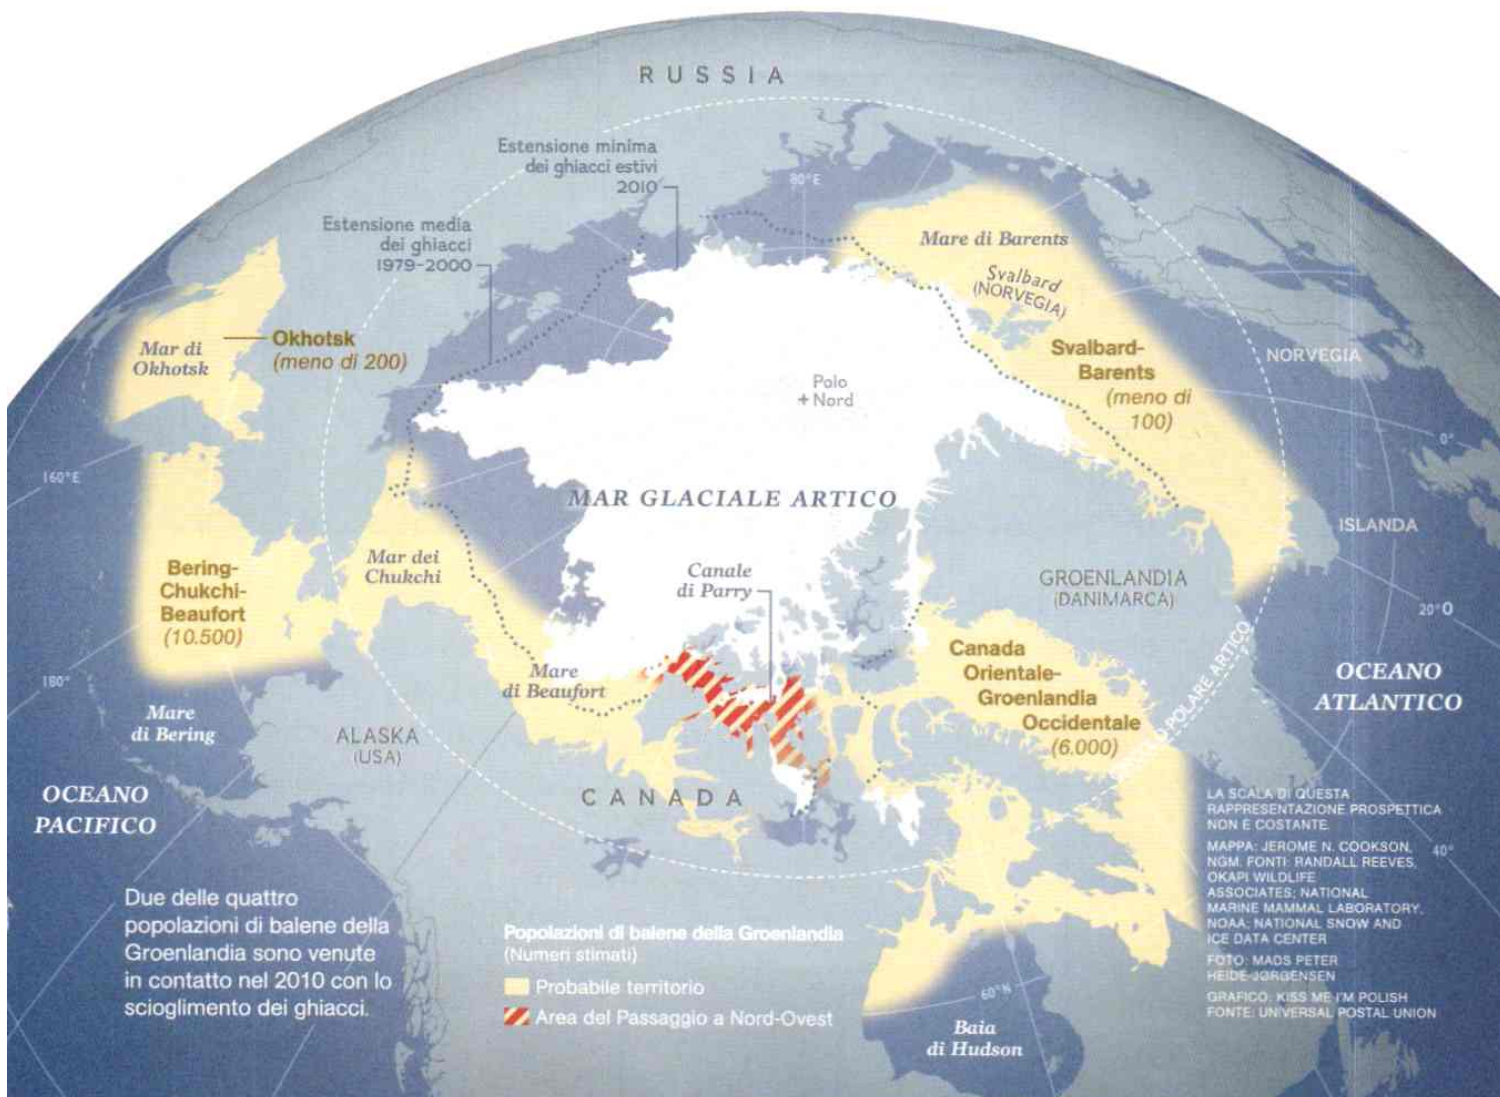 RUSSIA
Estensione minima
dei ghiacci estivi
2010
80°E
Estensione media
dei ghiacci
1979-2000
Mare di Barents
Svalbard
(NORVEGIA)
Mar di
Okhotsk
Okhotsk
(meno di 200)
Svalbard-
Barents
(meno di
100)
NORVEGIA
Polo
+ Nord
0°
160°E
MAR GLACIALE ARTICO
ISLANDA
Mar dei
Chukchi
Canale
di Parry
GROENLANDIA
(DANIMARCA)
Bering-
Chukchi-
Beaufort
(10.500)
20°O
180°
Mare
di Beaufort
Canada
Orientale-
Groenlandia
Occidentale
(6.000)
CIRCOLO POLARE ARTICO
OCEANO
ATLANTICO
Mare
di Bering
ALASKA
(USA)
CANADA
OCEANO
PACIFICO
LA SCALA DI QUESTA
RAPPRESENTAZIONE PROSPETTICA
NON E COSTANTE.
MAPPA: JEROME N. COOKSON,
NGM. FONTI: RANDALL REEVES,
OKAPI WILDLIFE
ASSOCIATES; NATIONAL
MARINE MAMMAL LABORATORY,
NOAA; NATIONAL SNOW AND
ICE DATA CENTER
FOTO: MADS PETER
HEIDE-JØRGENSEN
GRAFICO: KISS ME I'M POLISH
FONTE: UNIVERSAL POSTAL UNION
40°
Due delle quattro
popolazioni di balene della
Groenlandia sono venute
in contatto nel 2010 con lo
scioglimento dei ghiacci.
Popolazioni di balene della Groenlandia
(Numeri stimati)
Probabile territorio
Area del Passaggio a Nord-Ovest
60°N
Baia
di Hudson